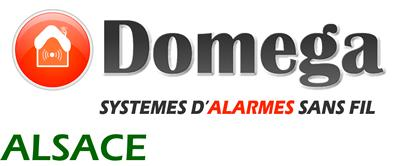 Domega
SYSTEMES D'ALARMES SANS FIL
ALSACE